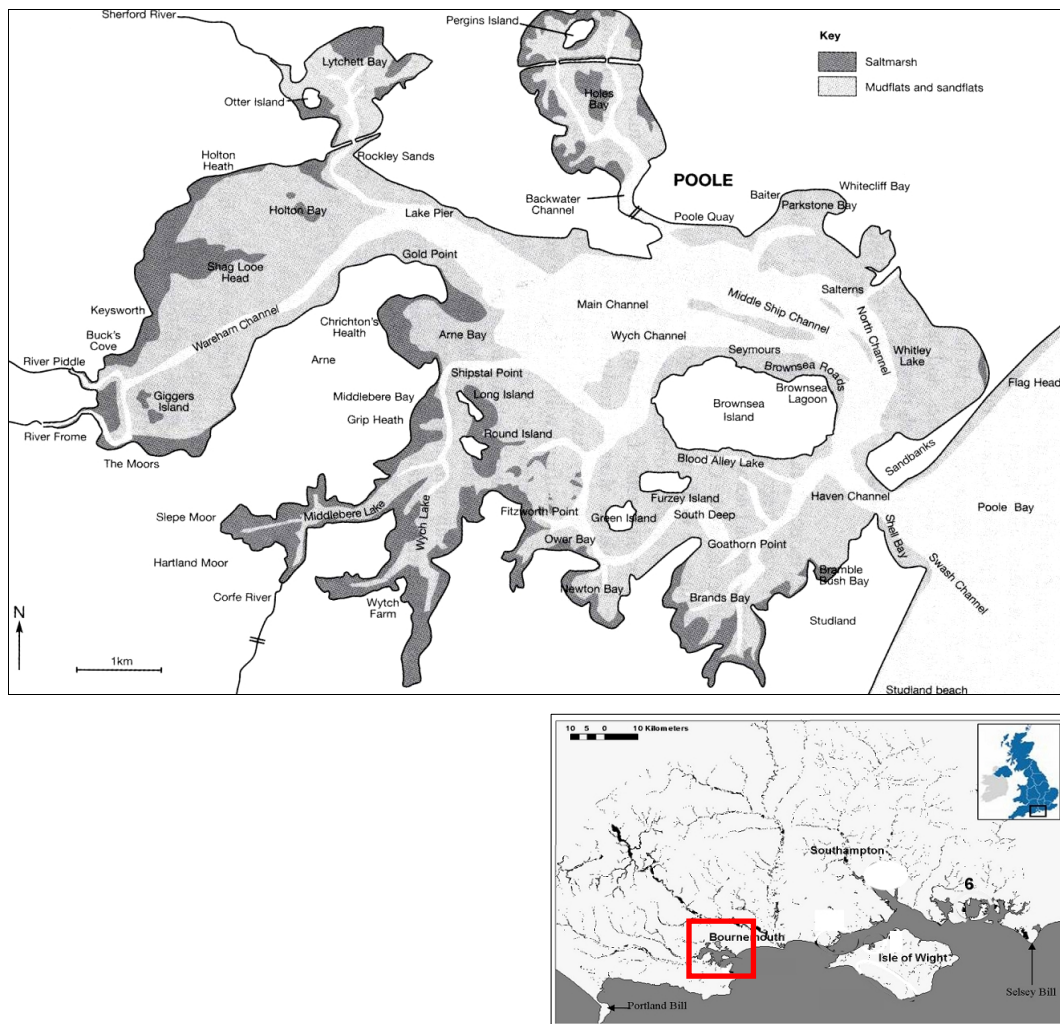 Sherford River
Pergins Island
Key
Saltmarsh
Mudflats and sandflats
Lytchett Bay
Otter Island
Holes
Bay
Holton
Heath
Rockley Sands
POOLE
Backwater
Channel
Baiter
Whitecliff Bay
Parkstone Bay
Poole Quay
Holton Bay
Lake Pier
Gold Point
Shag Looe
Head
Salterns
Keysworth
Buck's
Cove
Wareham Channel
Chrichton's
Health
Arne Bay
Main Channel
Middle Ship Channel
North Channel
Wych Channel
Seymours
Whitley
Lake
River Piddle
Arne
Shipstal Point
Brownsea Roads
Brownsea
Lagoon
Flag Head
Giggers
Island
Middlebere Bay
Long Island
Brownsea
Island
Grip Heath
Round Island
River Frome
The Moors
Sandbanks
Blood Alley Lake
Haven Channel
Furzey Island
Slepe Moor
Middlebere Lake
Wych Lake
Fitzworth Point
Green Island
South Deep
Poole Bay
Ower Bay
Goathorn Point
Shell Bay
Swash Channel
Hartland Moor
Bramble
Bush Bay
Corfe River
Wytch
Farm
Newton Bay
Brands Bay
Studland
N
1km
Studland beach
10 5 0 10 Kilometers
Southampton
6
Bournemouth
Isle of Wight
Portland Bill
Selsey Bill